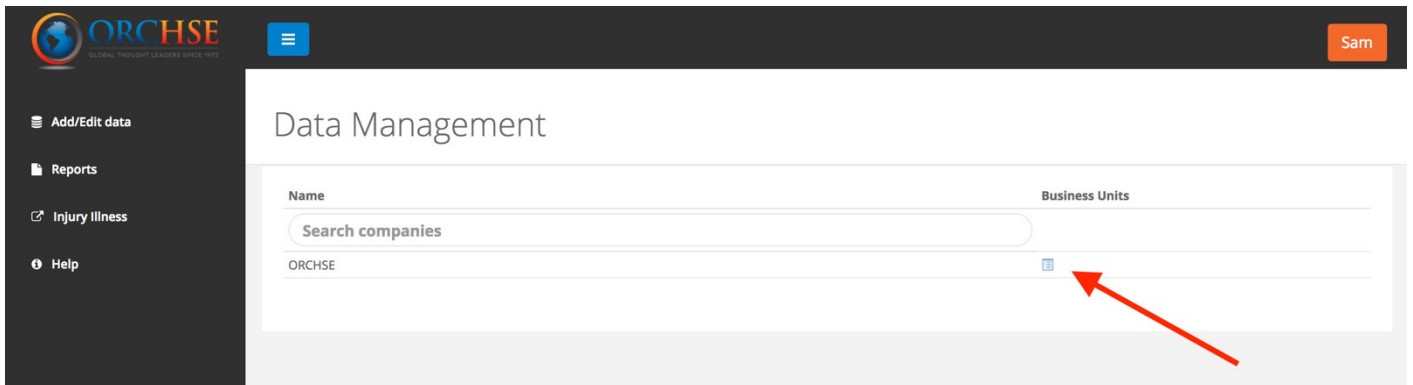 ORCHSE
GLOBAL THOUGHT LEADERS SINCE 1972
Sam
Add/Edit data
Reports
Injury Illness
Help
Data Management
Name Business Units
Search companies
ORCHSE